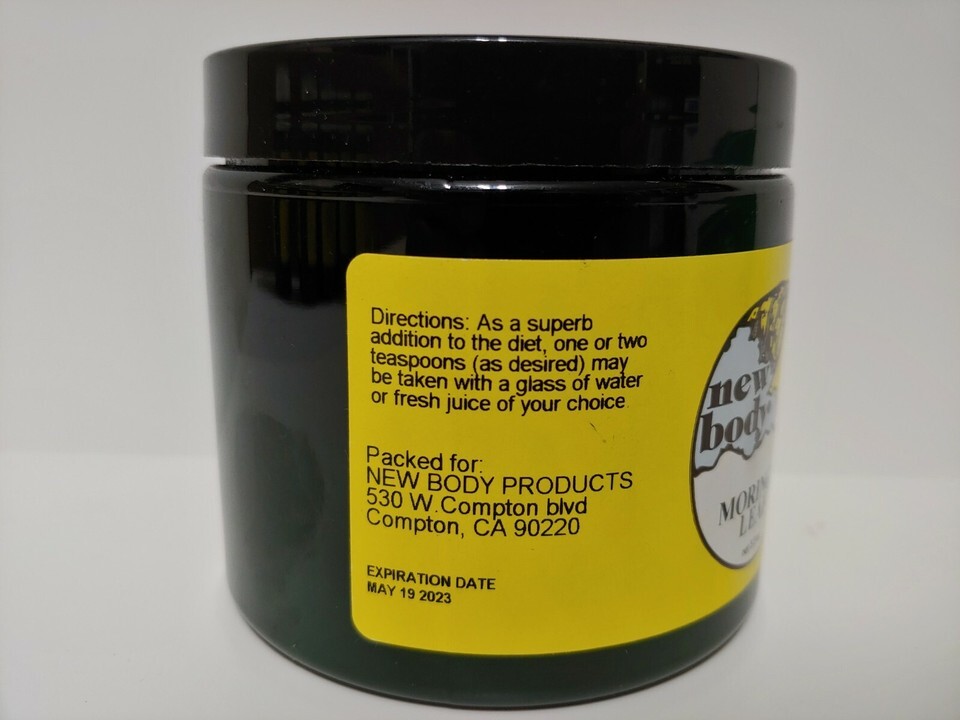 Directions: As a superb
addition to the diet, one or two
teaspoons (as desired) may
be taken with a glass of water
or fresh juice of your choice.
Packed for:
NEW BODY PRODUCTS
530 W.Compton blvd
Compton, CA 90220
EXPIRATION DATE
MAY 19 2023
new
body